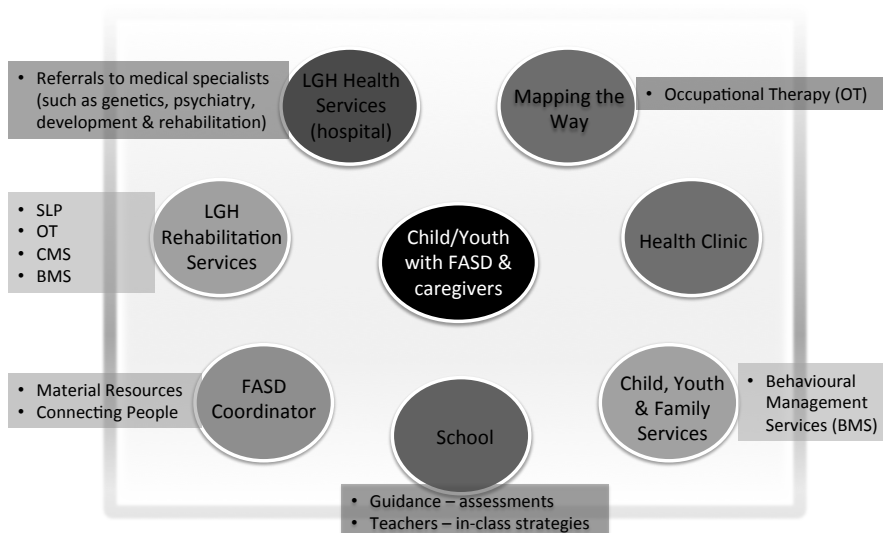 • Referrals to medical specialists
(such as genetics, psychiatry,
development & rehabilitation)
LGH Health
Services
(hospital)
Mapping the
Way
• Occupational Therapy (OT)
• SLP
• OT
• CMS
• BMS
LGH
Rehabilitation
Services
Child/Youth
with FASD &
caregivers
Health Clinic
• Material Resources
• Connecting People
FASD
Coordinator
School
Child, Youth
& Family
Services
• Behavioural
Management
Services (BMS)
• Guidance – assessments
• Teachers – in-class strategies